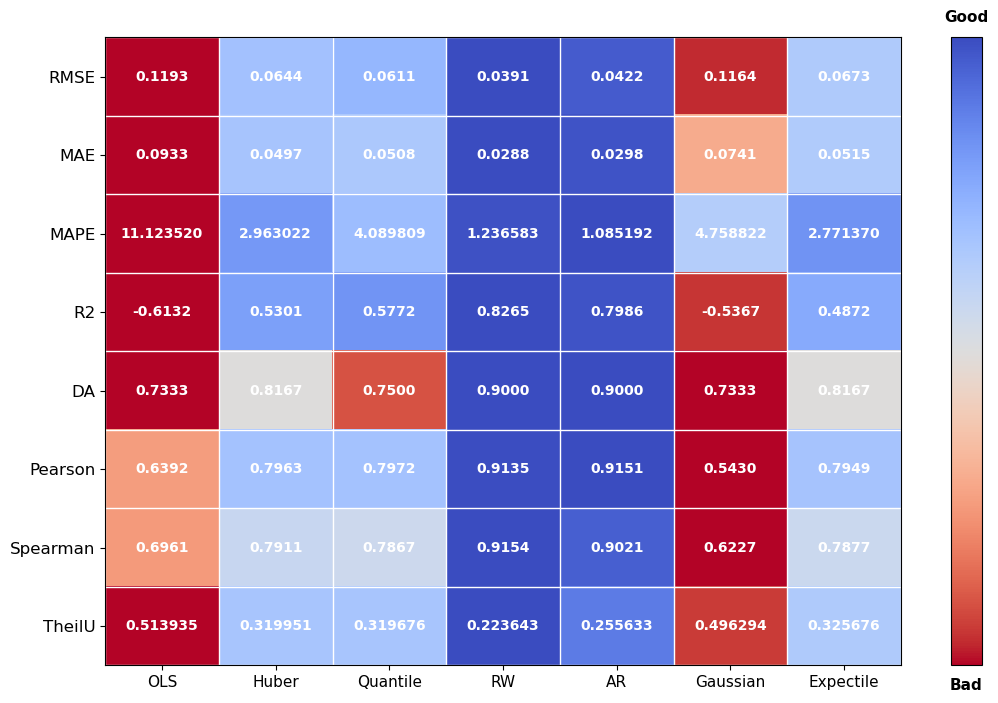 Good
RMSE 0.1193 0.0644 0.0611 0.0391 0.0422 0.1164 0.0673
MAE 0.0933 0.0497 0.0508 0.0288 0.0298 0.0741 0.0515
MAPE 11.123520 2.963022 4.089809 1.236583 1.085192 4.758822 2.771370
R2 -0.6132 0.5301 0.5772 0.8265 0.7986 -0.5367 0.4872
DA 0.7333 0.8167 0.7500 0.9000 0.9000 0.7333 0.8167
Pearson 0.6392 0.7963 0.7972 0.9135 0.9151 0.5430 0.7949
Spearman 0.6961 0.7911 0.7867 0.9154 0.9021 0.6227 0.7877
TheilU 0.513935 0.319951 0.319676 0.223643 0.255633 0.496294 0.325676
OLS Huber Quantile RW AR Gaussian Expectile
Bad